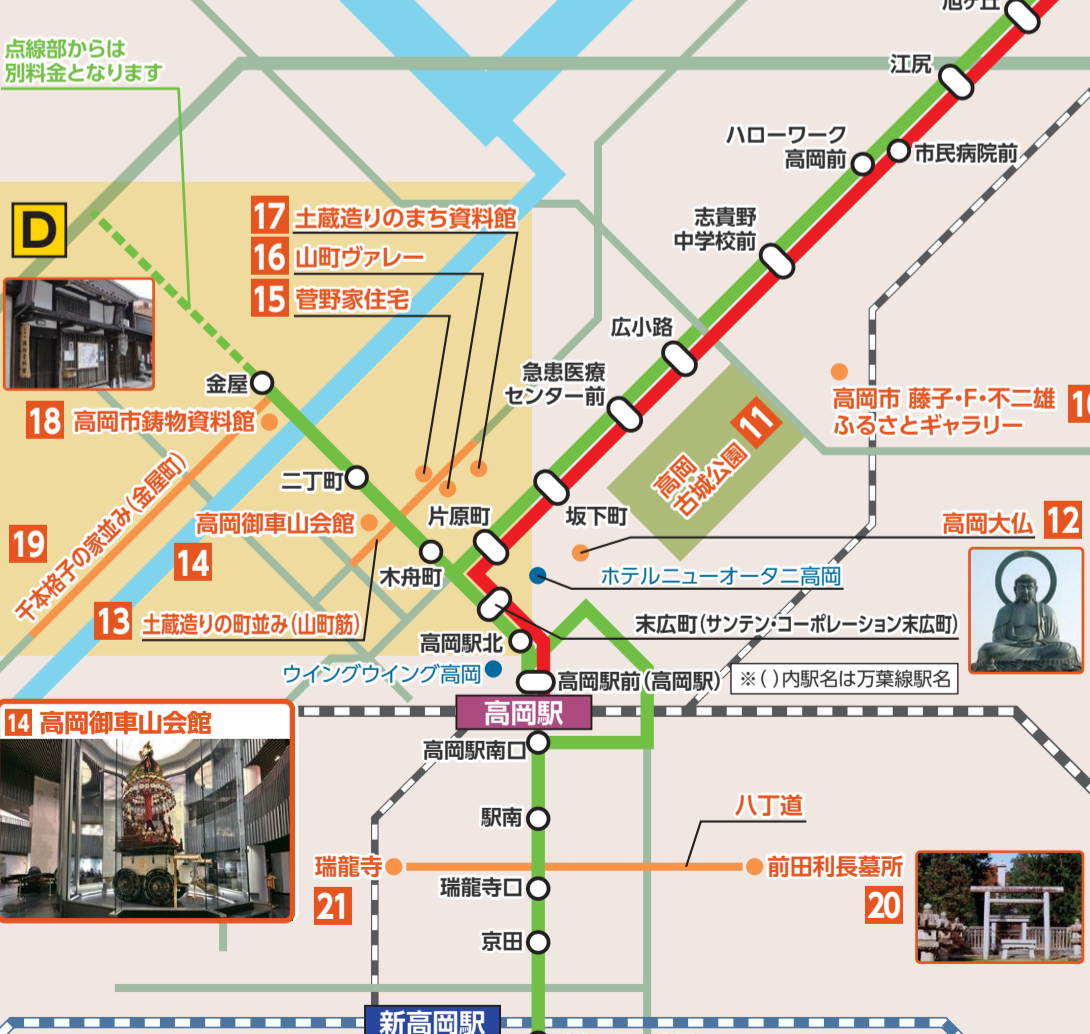 旭ケ丘
点線部からは
別料金となります
江尻
ハローワーク
高岡前
市民病院前
D
17 土蔵造りのまち資料館
16 山町ヴァレー
15 菅野家住宅
志貴野
中学校前
広小路
急患医療
センター前
金屋
18 高岡市鋳物資料館
高岡市 藤子・F・不二雄
ふるさとギャラリー
11
高岡
古城公園
二丁町
千本格子の家並み(金屋町)
19
高岡御車山会館
14
片原町
坂下町
高岡大仏 12
木舟町
ホテルニューオータニ高岡
13 土蔵造りの町並み(山町筋)
末広町(サンテン・コーポレーション末広町)
高岡駅北
ウイングウイング高岡
高岡駅前(高岡駅)
※( )内駅名は万葉線駅名
高岡駅
14 高岡御車山会館
高岡駅南口
駅南
八丁道
瑞龍寺
21
前田利長墓所
20
瑞龍寺口
京田
新高岡駅